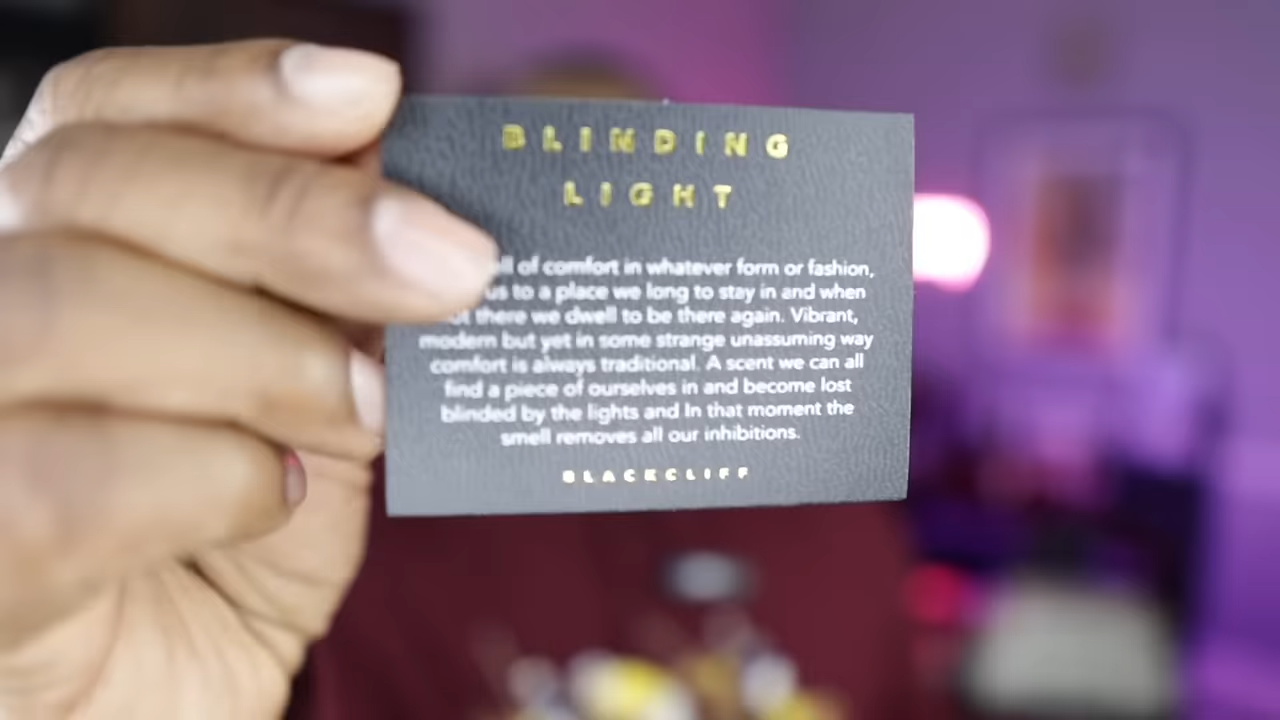 BLINDING
LIGHT
of comfort in whatever form or fashion,
us to a place we long to stay in and when
there we dwell to be there again. Vibrant,
modern but yet in some strange unassuming way
comfort is always traditional. A scent we can all
find a piece of ourselves in and become lost
blinded by the lights and In that moment the
smell removes all our inhibitions.
BLACKCLIFF